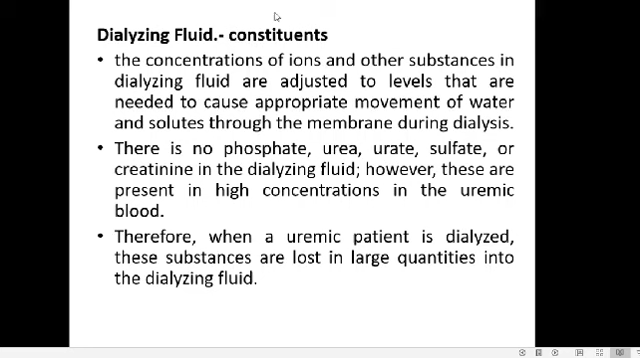 Dialyzing Fluid.- constituents
• the concentrations of ions and other substances in
dialyzing fluid are adjusted to levels that are
needed to cause appropriate movement of water
and solutes through the membrane during dialysis.
• There is no phosphate, urea, urate, sulfate, or
creatinine in the dialyzing fluid; however, these are
present in high concentrations in the uremic
blood.
• Therefore, when a uremic patient is dialyzed,
these substances are lost in large quantities into
the dialyzing fluid.